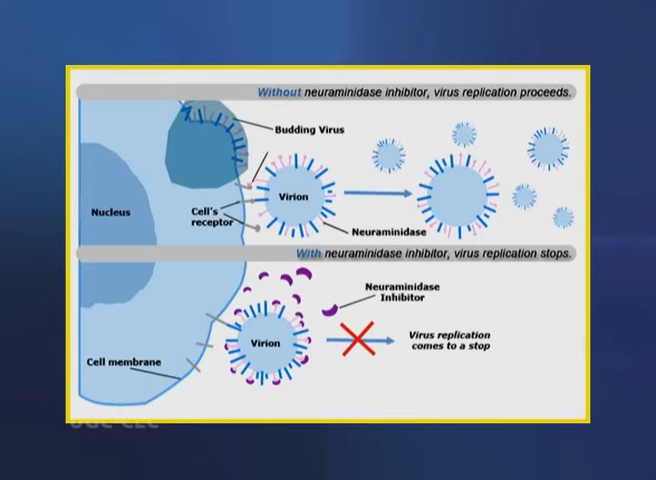 Without neuraminidase inhibitor, virus replication proceeds.
Budding Virus
Nucleus
Cell's
receptor
Virion
Neuraminidase
With neuraminidase inhibitor, virus replication stops.
Neuraminidase
Inhibitor
Virion
Virus replication
comes to a stop
Cell membrane